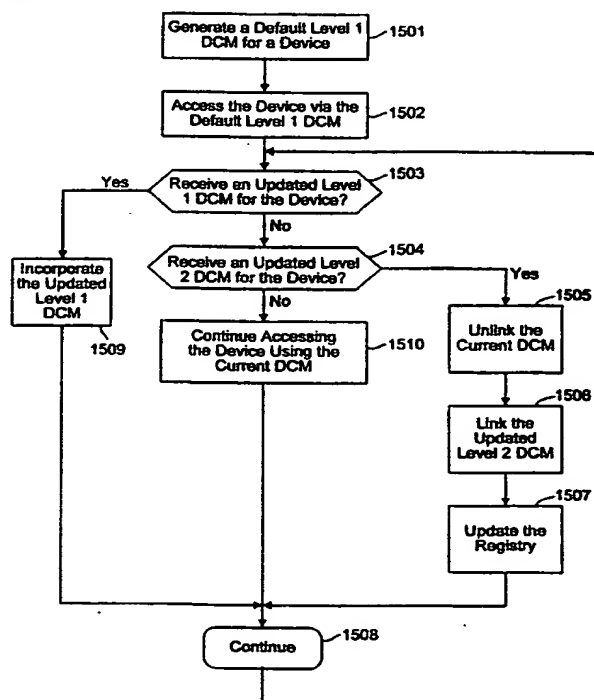 Generate a Default Level 1
DCM for a Device
1501
Access the Device via the
Default Level 1 DCM
1502
Receive an Updated Level
1 DCM for the Device?
1503
Yes
No
Receive an Updated Level
2 DCM for the Device?
1504
Yes
No
Incorporate
the Updated
Level 1
DCM
1509
Continue Accessing
the Device Using the
Current DCM
1510
Unlink the
Current DCM
1505
Link the
Updated
Level 2 DCM
1506
Update the
Registry
1507
Continue
1508